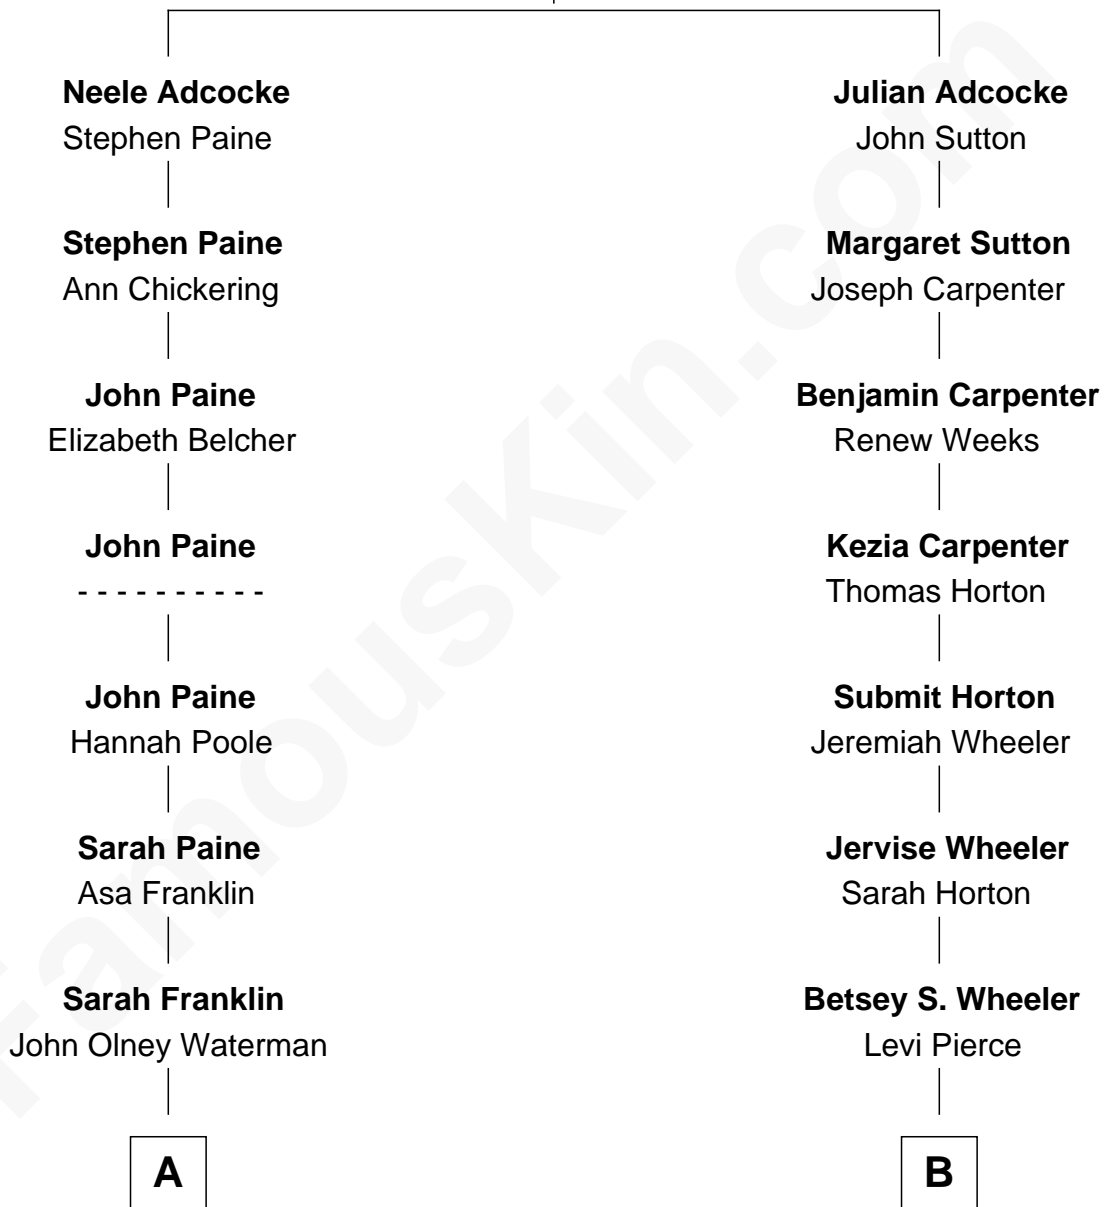 Neele Adcocke
Stephen Paine
Stephen Paine
Ann Chickering
John Paine
Elizabeth Belcher
John Paine
- - - - - - - - - -
John Paine
Hannah Poole
Sarah Paine
Asa Franklin
Sarah Franklin
John Olney Waterman
A
Julian Adcocke
John Sutton
Margaret Sutton
Joseph Carpenter
Benjamin Carpenter
Renew Weeks
Kezia Carpenter
Thomas Horton
Submit Horton
Jeremiah Wheeler
Jervise Wheeler
Sarah Horton
Betsey S. Wheeler
Levi Pierce
B
FamousKin.com